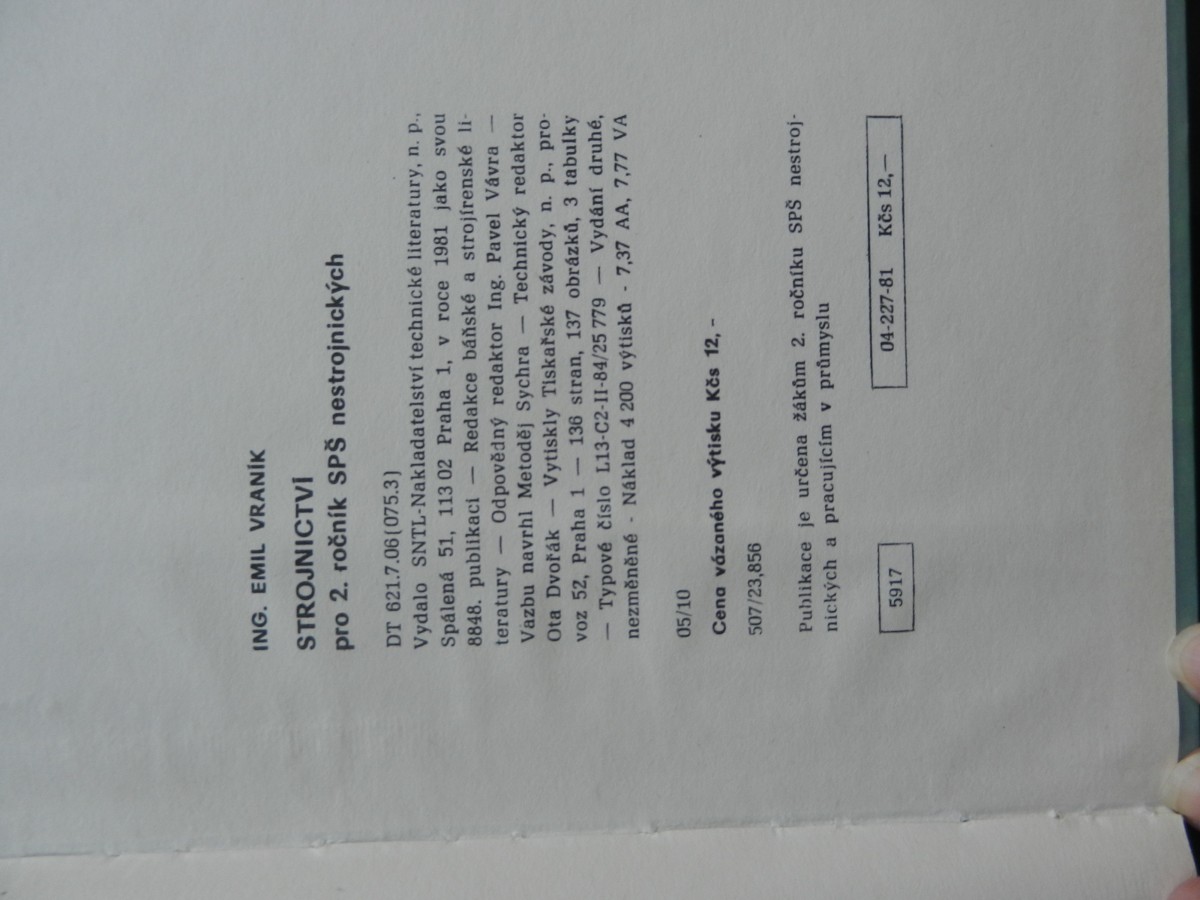 ING. EMIL VRANÍK
STROJNICTVÍ
pro 2. ročník SPŠ nestrojnických
DT 621.7.06(075.3)
Vydalo SNTL-Nakladatelství technické literatury, n. p.,
Spálená 51, 113 02 Praha 1, v roce 1981 jako svou
8848. publikaci — Redakce báňské a strojírenské li-
teratury — Odpovědný redaktor Ing. Pavel Vávra —
Vazbu navrhl Metoděj Sychra — Technický redaktor
Ota Dvořák — Vytiskly Tiskařské závody, n. p., pro-
voz 52, Praha 1 — 136 stran, 137 obrázků, 3 tabulky
— Typové číslo L13-C2-II-84/25 779 — Vydání druhé,
nezměněné - Náklad 4 200 výtisků - 7,37 AA, 7,77 VA
05/10
Cena vázaného výtisku Kčs 12,-
507/23,856
Publikace je určena žákům 2. ročníku SPŠ nestroj-
nických a pracujícím v průmyslu
5917 04-227-81 Kčs 12,—